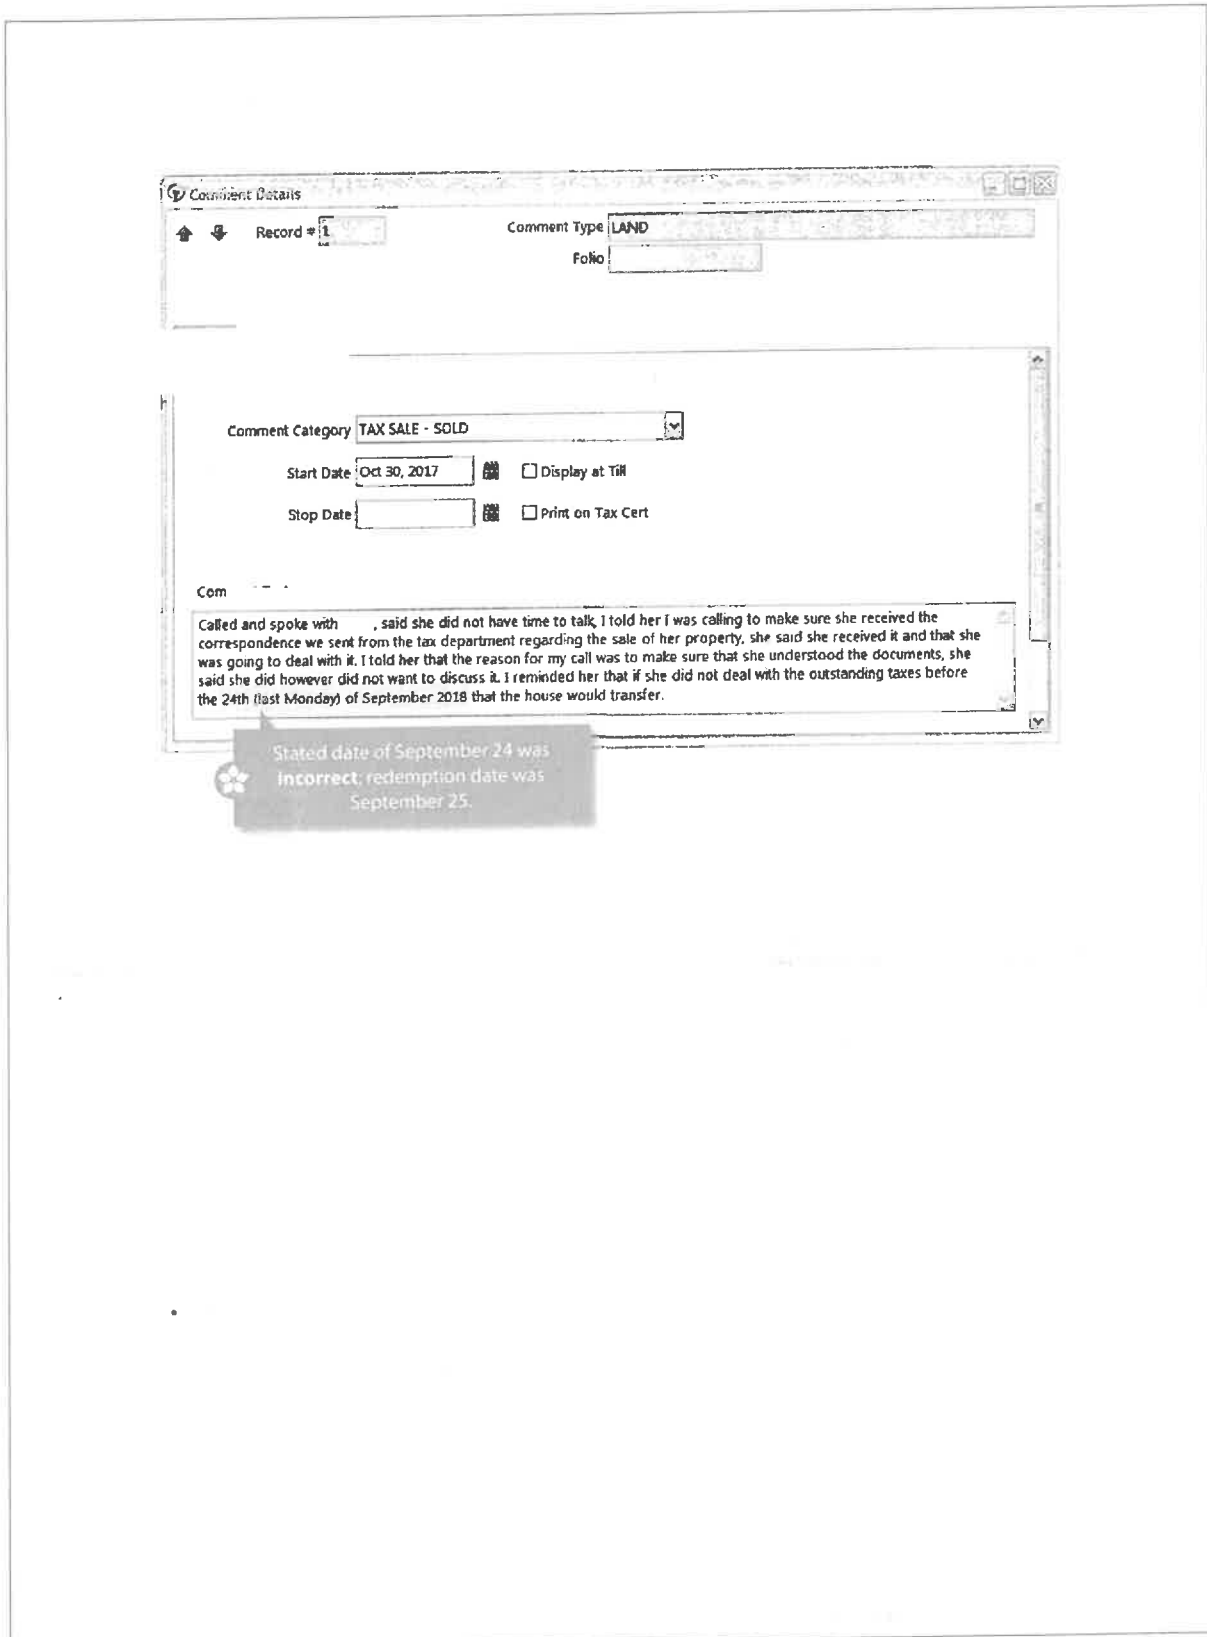 Comment Details
Record # 1
Comment Type LAND
Folio
Comment Category TAX SALE - SOLD
Start Date Oct 30, 2017
Display at Till
Stop Date
Print on Tax Cert
Com
Called and spoke with , said she did not have time to talk, I told her I was calling to make sure she received the
correspondence we sent from the tax department regarding the sale of her property, she said she received it and that she
was going to deal with it. I told her that the reason for my call was to make sure that she understood the documents, she
said she did however did not want to discuss it. I reminded her that if she did not deal with the outstanding taxes before
the 24th (last Monday) of September 2018 that the house would transfer.
Stated date of September 24 was
incorrect; redemption date was
September 25.